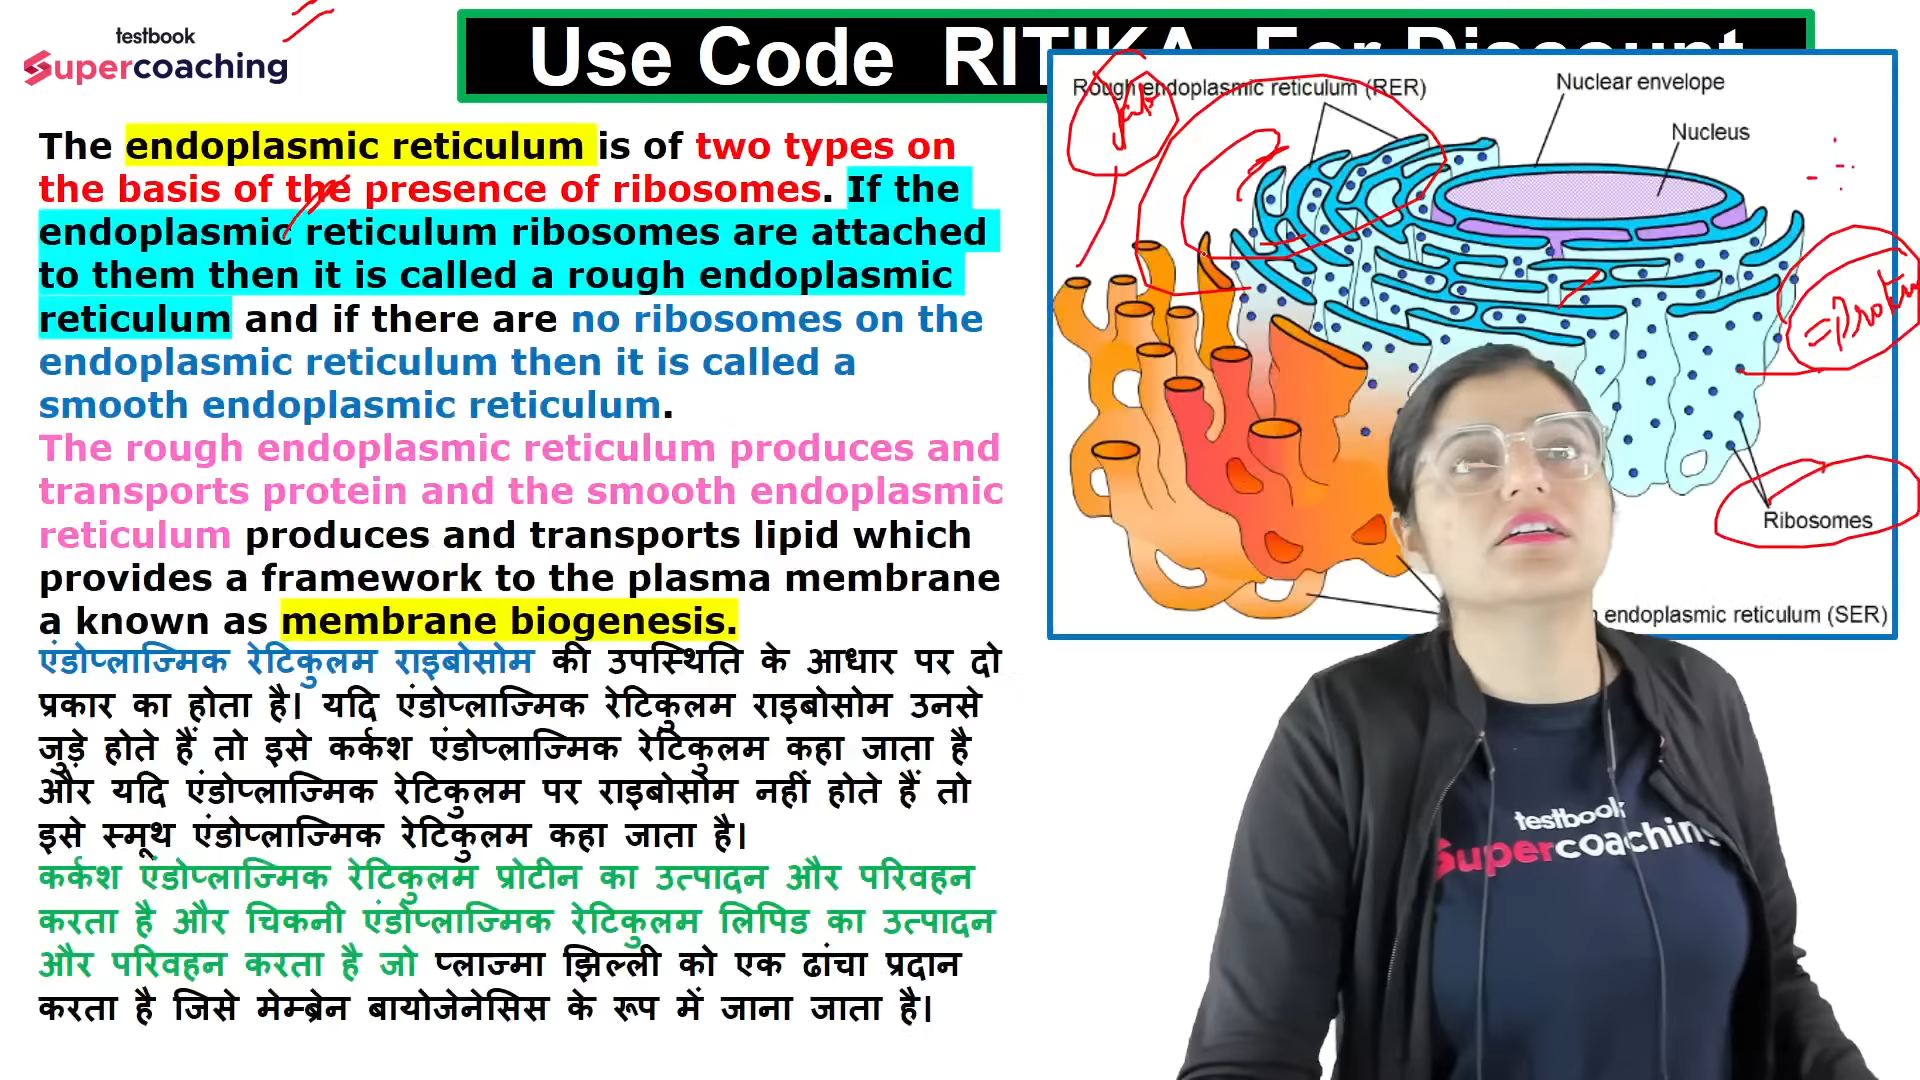 testbook
Supercoaching
Use Code RITIKA For Discount
The endoplasmic reticulum is of two types on
the basis of the presence of ribosomes. If the
endoplasmic reticulum ribosomes are attached
to them then it is called a rough endoplasmic
reticulum and if there are no ribosomes on the
endoplasmic reticulum then it is called a
smooth endoplasmic reticulum.
The rough endoplasmic reticulum produces and
transports protein and the smooth endoplasmic
reticulum produces and transports lipid which
provides a framework to the plasma membrane
a known as membrane biogenesis.
एंडोप्लाज्मिक रेटिकुलम राइबोसोम की उपस्थिति के आधार पर दो
प्रकार का होता है। यदि एंडोप्लाज्मिक रेटिकुलम राइबोसोम उनसे
जुड़े होते हैं तो इसे कर्कश एंडोप्लाज्मिक रेटिकुलम कहा जाता है
और यदि एंडोप्लाज्मिक रेटिकुलम पर राइबोसोम नहीं होते हैं तो
इसे स्मूथ एंडोप्लाज्मिक रेटिकुलम कहा जाता है।
कर्कश एंडोप्लाज्मिक रेटिकुलम प्रोटीन का उत्पादन और परिवहन
करता है और चिकनी एंडोप्लाज्मिक रेटिकुलम लिपिड का उत्पादन
और परिवहन करता है जो प्लाज्मा झिल्ली को एक ढांचा प्रदान
करता है जिसे मेम्ब्रेन बायोजेनेसिस के रूप में जाना जाता है।
Rough endoplasmic reticulum (RER)
Nuclear envelope
Nucleus
Ribosomes
endoplasmic reticulum (SER)
testbook
Supercoaching